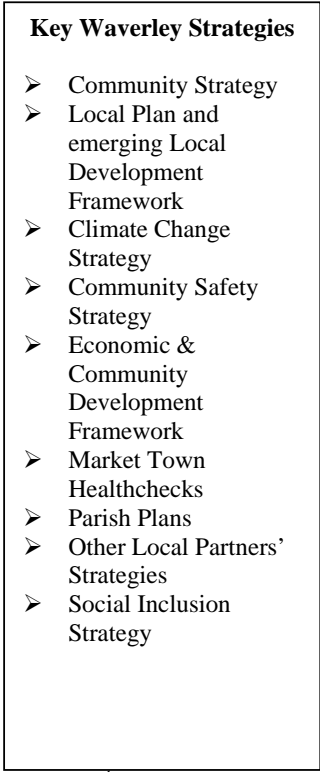 Key Waverley Strategies
➢ Community Strategy
➢ Local Plan and
emerging Local
Development
Framework
➢ Climate Change
Strategy
➢ Community Safety
Strategy
➢ Economic &
Community
Development
Framework
➢ Market Town
Healthchecks
➢ Parish Plans
➢ Other Local Partners’
Strategies
➢ Social Inclusion
Strategy